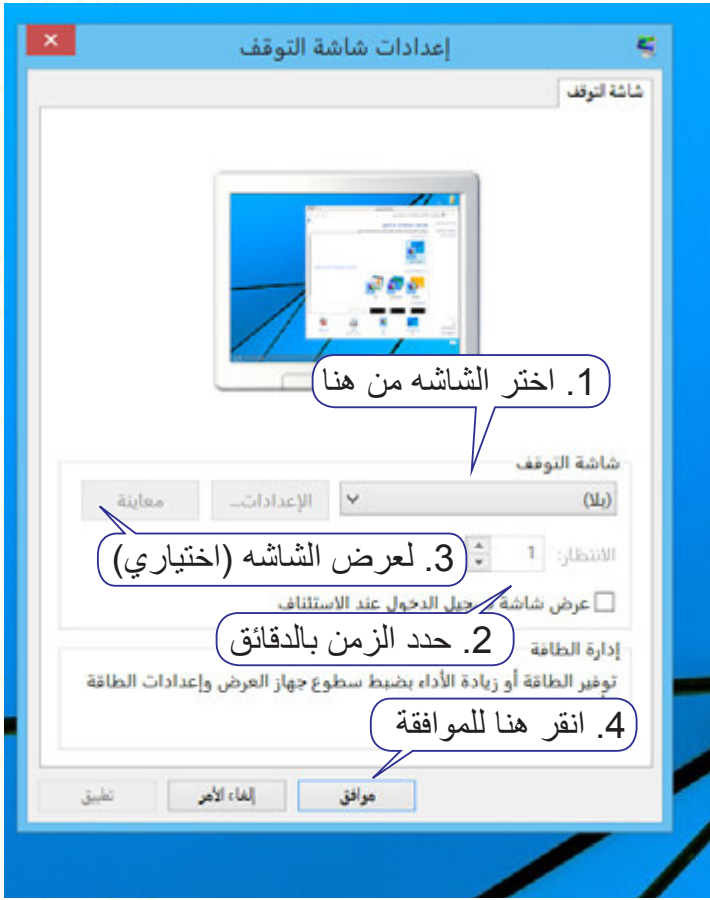 إعدادات شاشة التوقف
شاشة التوقف
1. اختر الشاشه من هنا
شاشة التوقف
(بلا)
الإعدادات...
معاينة
الانتظار: 1
3. لعرض الشاشه (اختياري)
عرض شاشة تسجيل الدخول عند الاستئناف
2. حدد الزمن بالدقائق
إدارة الطاقة
توفير الطاقة أو زيادة الأداء بضبط سطوع جهاز العرض وإعدادات الطاقة
4. انقر هنا للموافقة
موافق
إلغاء الأمر
تطبيق